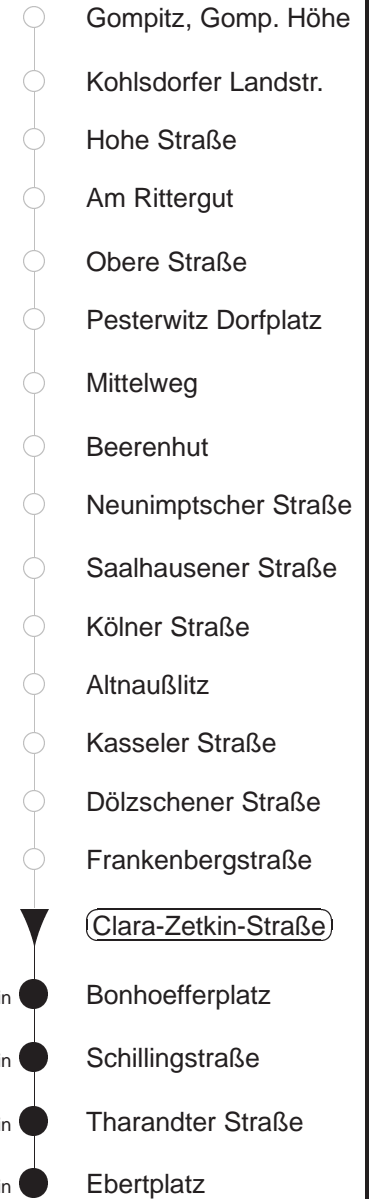 Gompitz, Gomp. Höhe
Kohlsdorfer Landstr.
Hohe Straße
Am Rittergut
Obere Straße
Pesterwitz Dorfplatz
Mittelweg
Beerenhut
Neunimptscher Straße
Saalhausener Straße
Kölner Straße
Altnaußlitz
Kasseler Straße
Dölzschener Straße
Frankenbergstraße
Clara-Zetkin-Straße
Bonhoefferplatz
Schillingstraße
Tharandter Straße
Ebertplatz